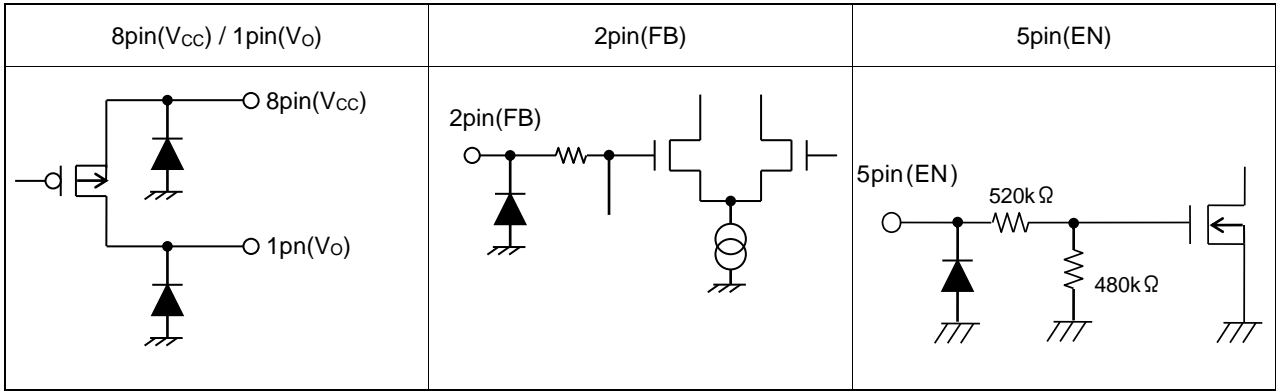 8pin(VCC) / 1pin(VO)
2pin(FB)
5pin(EN)
8pin(VCC)
1pn(VO)
2pin(FB)
5pin(EN)
520kΩ
480kΩ